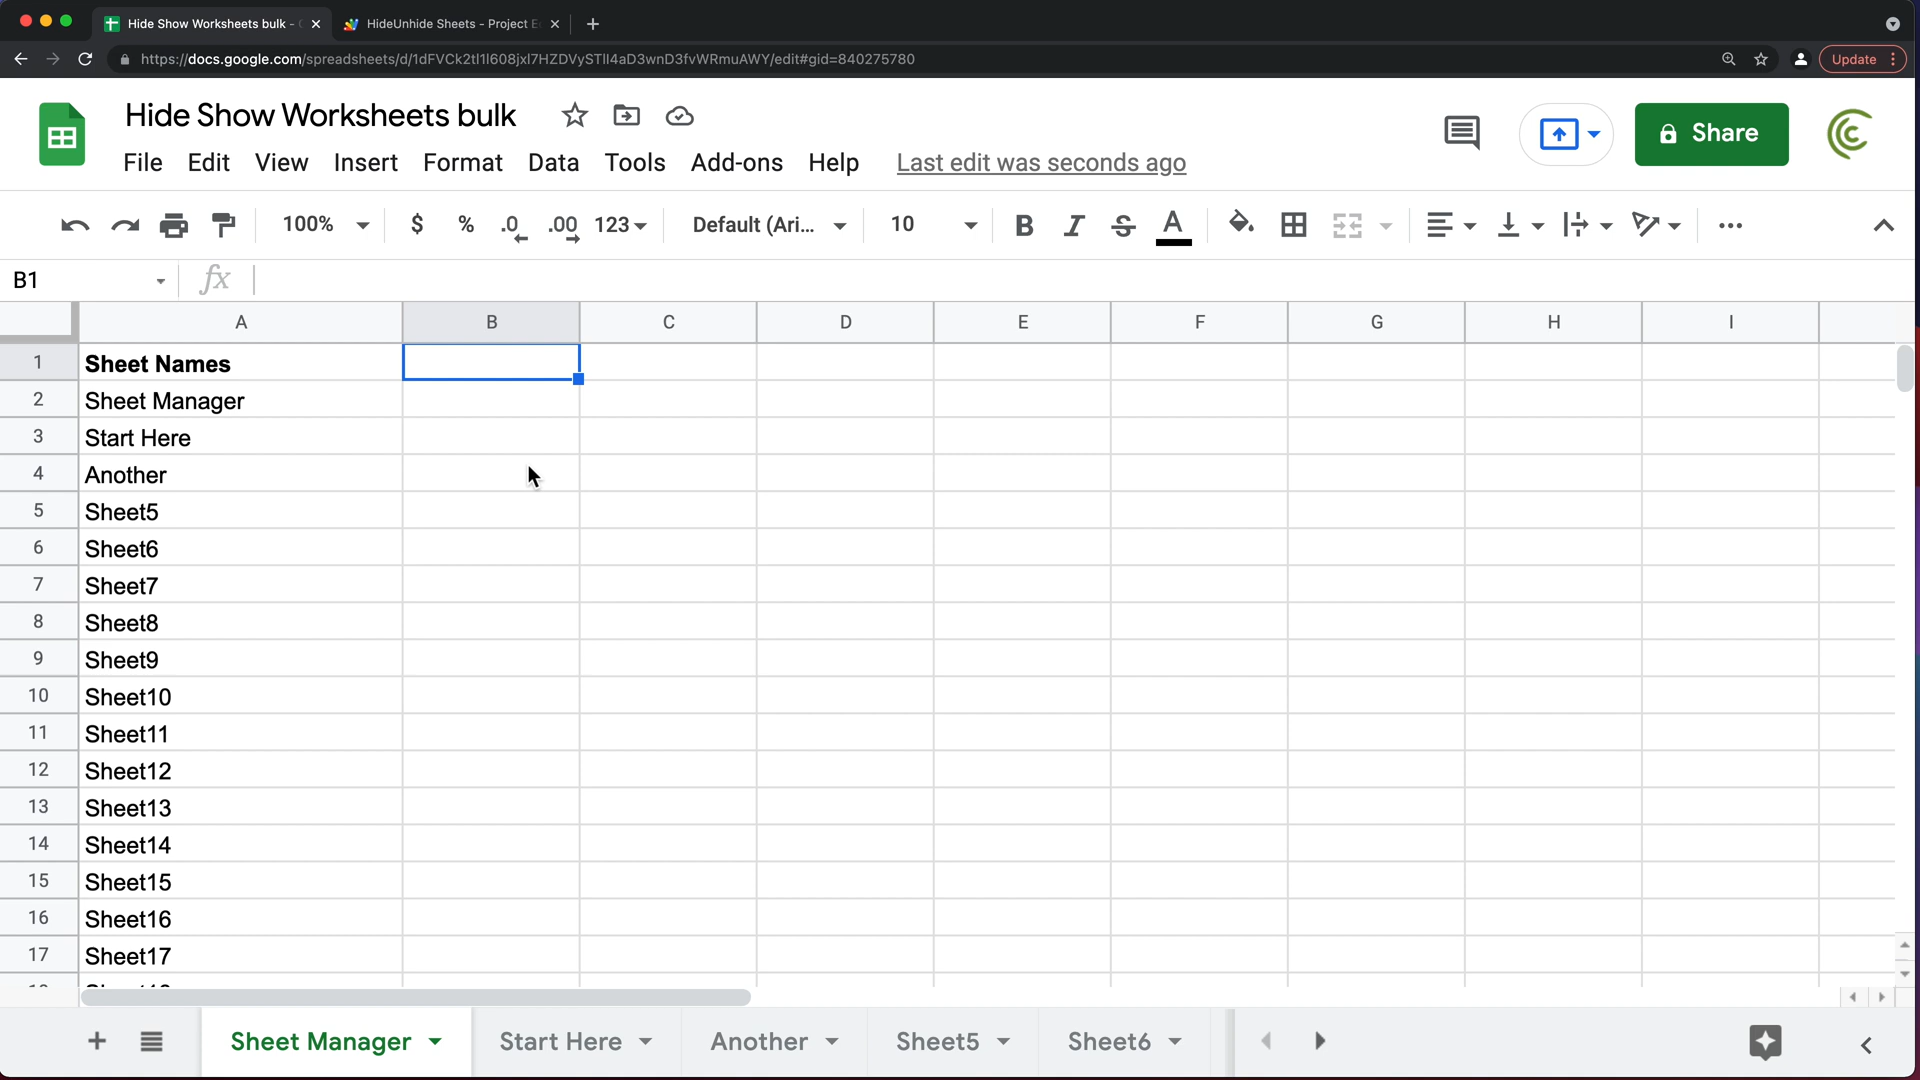 Hide Show Worksheets bulk -
HideUnhide Sheets - Project E
https://docs.google.com/spreadsheets/d/
Update
Hide Show Worksheets bulk
Share
File Edit View Insert Format Data Tools Add-ons Help Last edit was seconds ago
100% $ % .0 .00 123 Default (Ari... 10 B I S A
B1 fx
A B C D E F G H I
1 Sheet Names
2 Sheet Manager
3 Start Here
4 Another
5 Sheet5
6 Sheet6
7 Sheet7
8 Sheet8
9 Sheet9
10 Sheet10
11 Sheet11
12 Sheet12
13 Sheet13
14 Sheet14
15 Sheet15
16 Sheet16
17 Sheet17
Sheet Manager Start Here Another Sheet5 Sheet6